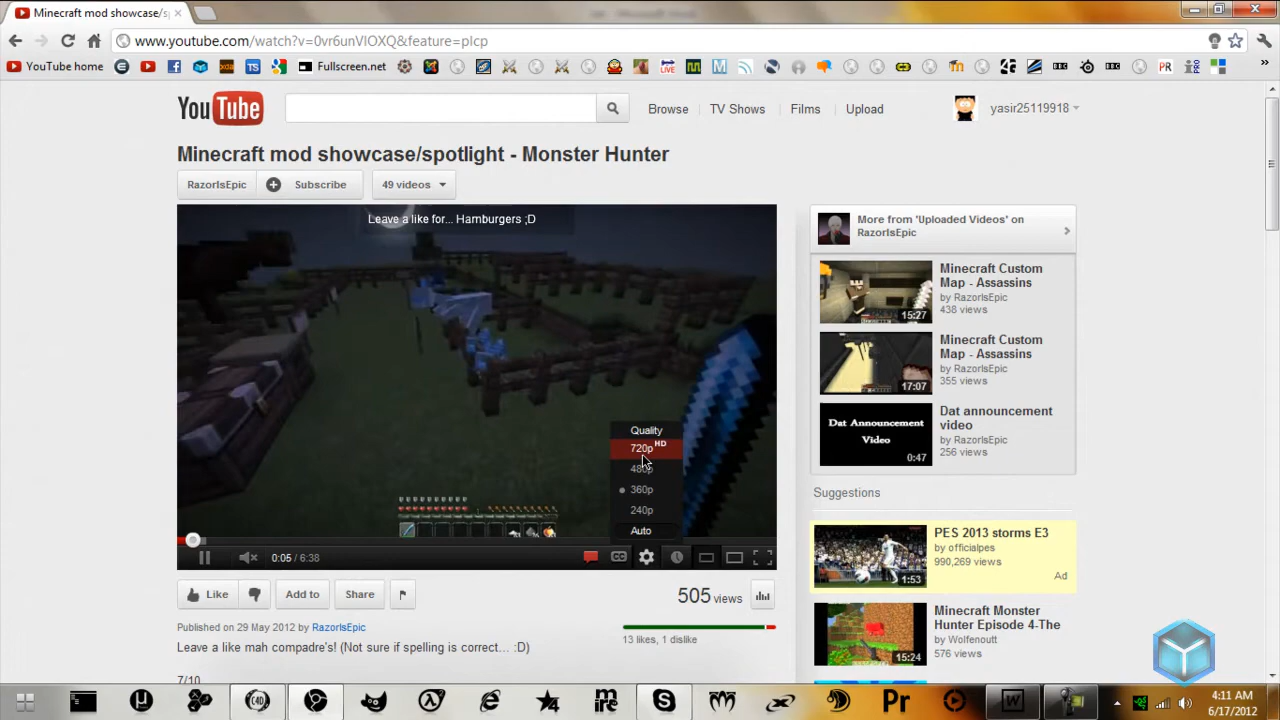 Minecraft mod showcase/s
www.youtube.com/watch?v=0vr6unVIOXQ&feature=plcp
YouTube home
Fullscreen.net
You Tube
Browse
TV Shows
Films
Upload
yasir25119918
Minecraft mod showcase/spotlight - Monster Hunter
RazorIsEpic
Subscribe
49 videos
Leave a like for... Hamburgers ;D
Quality
720p HD
480p
360p
240p
Auto
0:05 / 6:38
CC
Like
Add to
Share
505 views
Published on 29 May 2012 by RazorIsEpic
13 likes, 1 dislike
Leave a like mah compadre's! (Not sure if spelling is correct... :D)
7/10
More from 'Uploaded Videos' on
RazorIsEpic
Minecraft Custom
Map - Assassins
by RazorIsEpic
438 views
15:27
Minecraft Custom
Map - Assassins
by RazorIsEpic
355 views
17:07
Dat Announcement
Video
Dat announcement
video
by RazorIsEpic
256 views
0:47
Suggestions
PES 2013 storms E3
by officialpes
990,269 views
Ad
1:53
Minecraft Monster
Hunter Episode 4-The
by Wolfenoutt
576 views
15:24
4:11 AM
6/17/2012